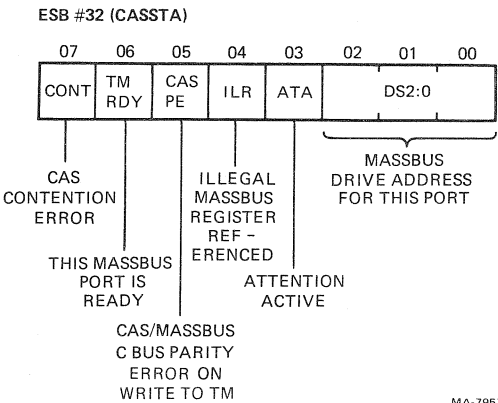 ESB #32 (CASSTA)
07 06 05 04 03 02 01 00
CONT
TM
RDY
CAS
PE
ILR
ATA
DS2:0
CAS
CONTENTION
ERROR
THIS MASSBUS
PORT IS
READY
CAS/MASSBUS
C BUS PARITY
ERROR ON
WRITE TO TM
ILLEGAL
MASSBUS
REGISTER
REF –
ERENCED
ATTENTION
ACTIVE
MASSBUS
DRIVE ADDRESS
FOR THIS PORT